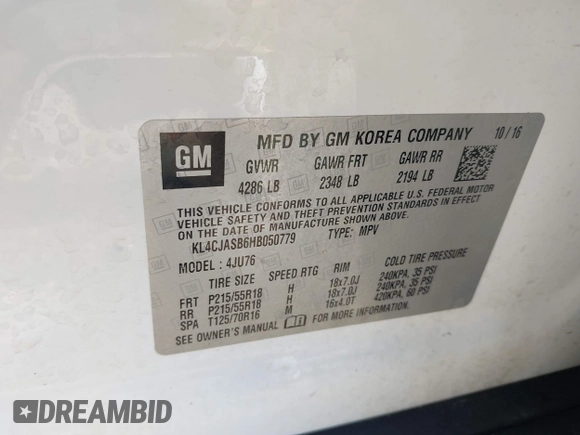 GM
MFD BY GM KOREA COMPANY 10/16
GVWR GAWR FRT GAWR RR
4286 LB 2348 LB 2194 LB
THIS VEHICLE CONFORMS TO ALL APPLICABLE U.S. FEDERAL MOTOR
VEHICLE SAFETY AND THEFT PREVENTION STANDARDS IN EFFECT
ON THE DATE OF MANUFACTURE SHOWN ABOVE.
KL4CJASB6HB050779 TYPE: MPV
MODEL: 4JU76
TIRE SIZE SPEED RTG RIM COLD TIRE PRESSURE
FRT P215/55R18 H 18x7.0J 240KPA, 35 PSI
RR P215/55R18 H 18x7.0J 240KPA, 35 PSI
SPA T125/70R16 M 16x4.0T 420KPA, 60 PSI
SEE OWNER'S MANUAL FOR MORE INFORMATION.
DREAMBID